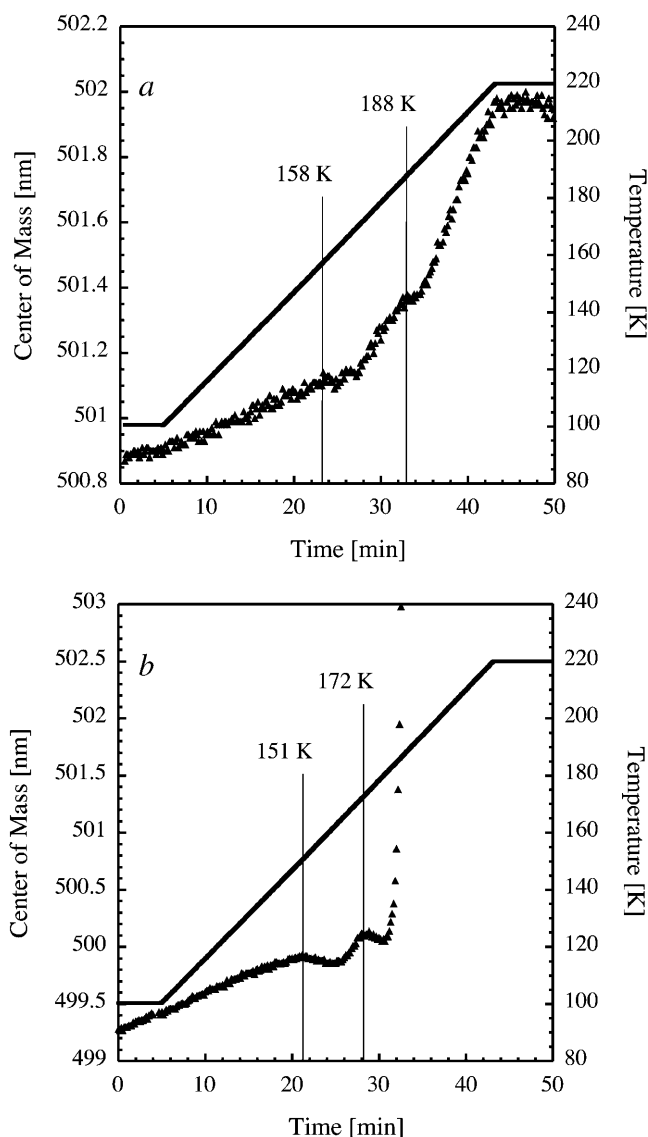 502.2
502
501.8
501.6
501.4
501.2
501
500.8
Center of Mass [nm]
a
158 K
188 K
240
220
200
180
160
140
120
100
80
Temperature [K]
0 10 20 30 40 50
Time [min]
503
502.5
502
501.5
501
500.5
500
499.5
499
Center of Mass [nm]
b
151 K
172 K
240
220
200
180
160
140
120
100
80
Temperature [K]
0 10 20 30 40 50
Time [min]